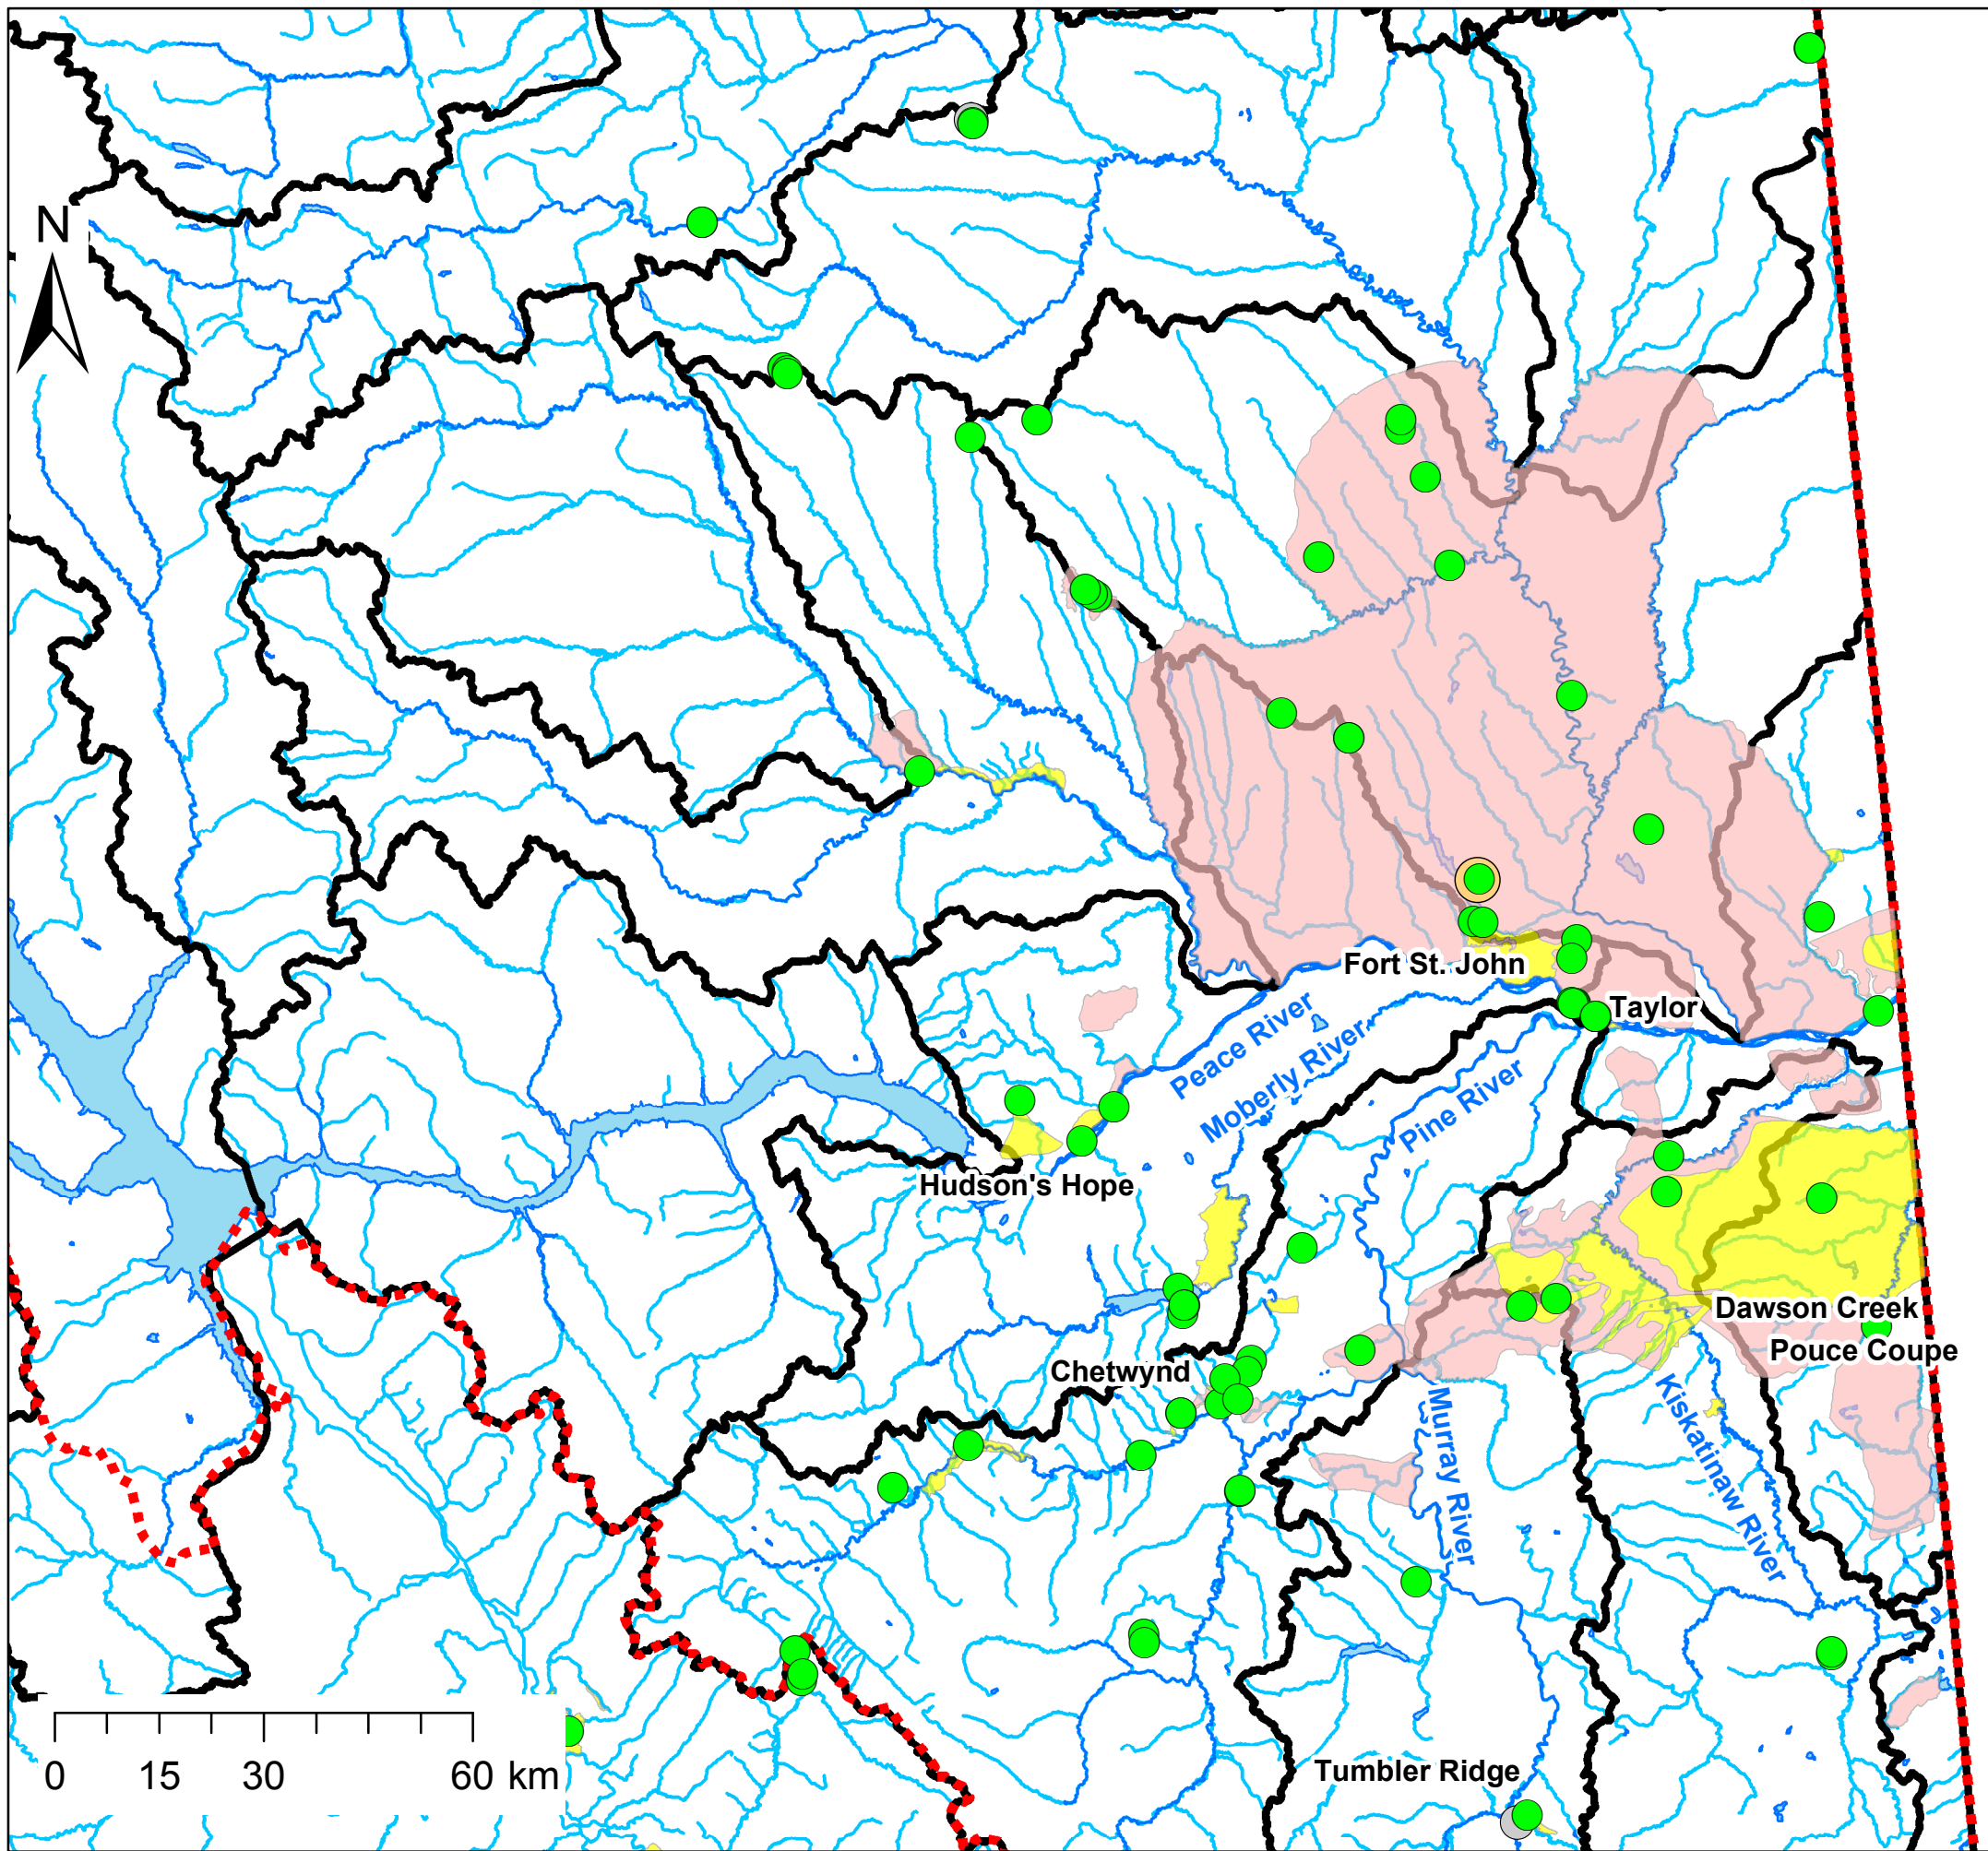 N
Fort St. John
Taylor
Peace River
Moberly River
Pine River
Hudson's Hope
Dawson Creek
Pouce Coupe
Chetwynd
Murray River
Kiskatinaw River
Tumbler Ridge
0 15 30 60 km